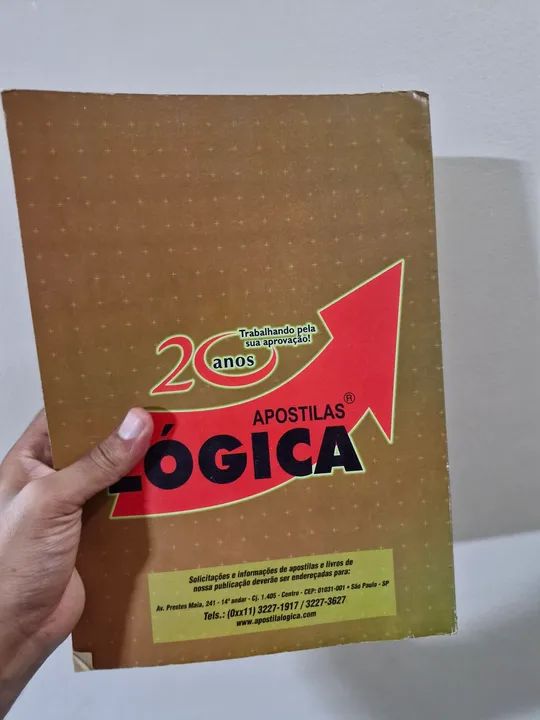 20 anos
Trabalhando pela
sua aprovação!
APOSTILAS ®
LÓGICA
Solicitações e informações de apostilas e livros de
nossa publicação deverão ser endereçadas para:
Av. Prestes Maia, 241 - 14º andar - Cj. 1.405 - Centro - CEP: 01031-001 • São Paulo - SP
Tels.: (0xx11) 3227-1917 / 3227-3627
www.apostilalogica.com